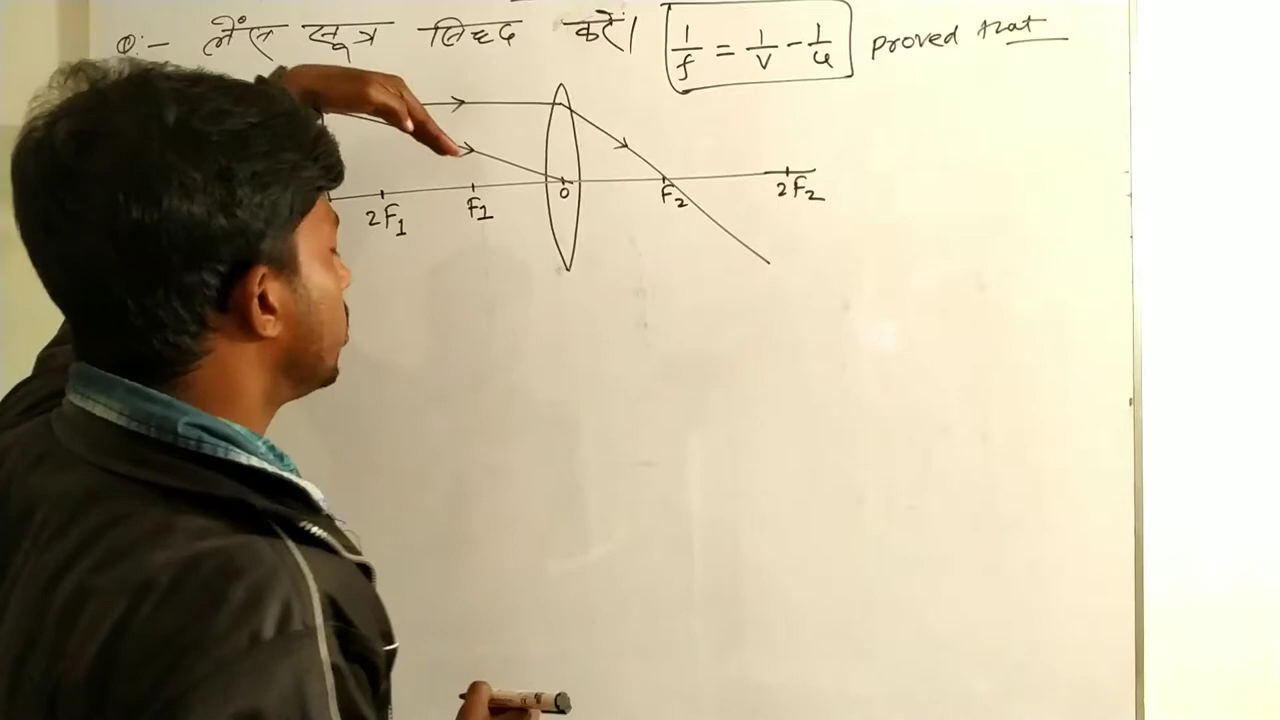 Q:- लेंस सूत्र सिद्ध करें। 1/f = 1/v - 1/u proved that
2F₁ F₁ O F₂ 2F₂